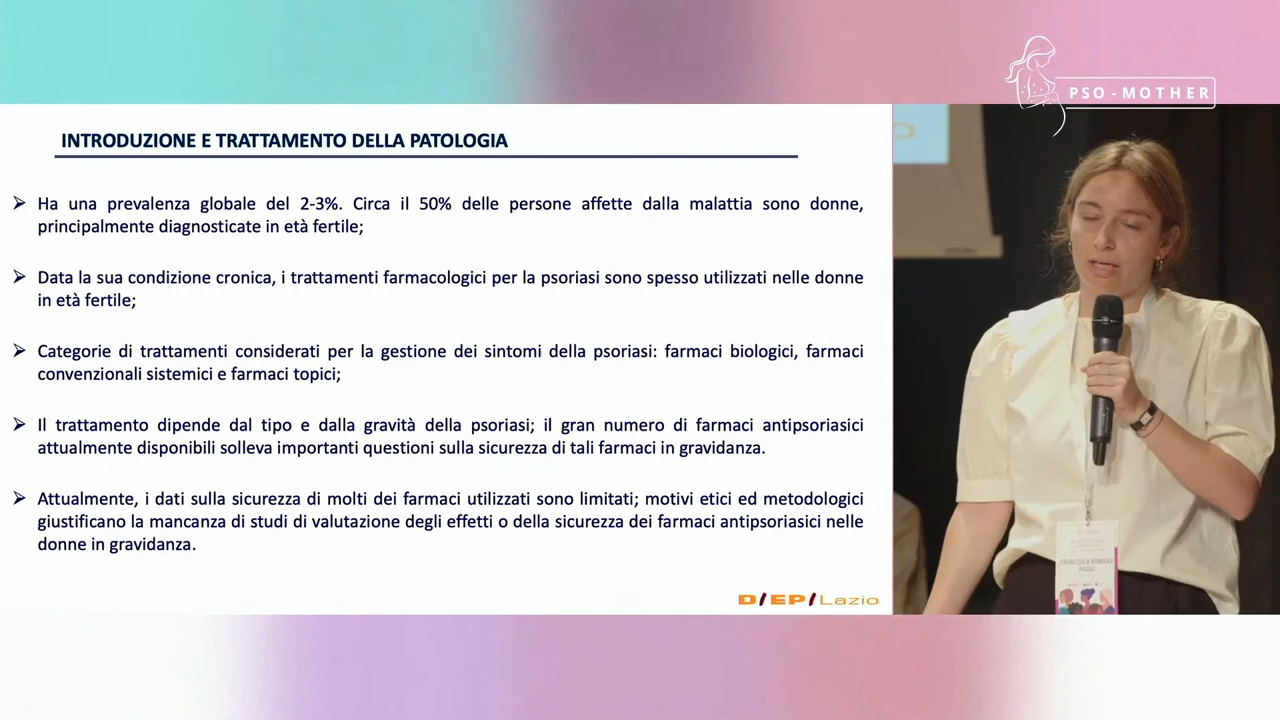 PSO-MOTHER
INTRODUZIONE E TRATTAMENTO DELLA PATOLOGIA
Ha una prevalenza globale del 2-3%. Circa il 50% delle persone affette dalla malattia sono donne,
principalmente diagnosticate in età fertile;
Data la sua condizione cronica, i trattamenti farmacologici per la psoriasi sono spesso utilizzati nelle donne
in età fertile;
Categorie di trattamenti considerati per la gestione dei sintomi della psoriasi: farmaci biologici, farmaci
convenzionali sistemici e farmaci topici;
Il trattamento dipende dal tipo e dalla gravità della psoriasi; il gran numero di farmaci antipsoriasici
attualmente disponibili solleva importanti questioni sulla sicurezza di tali farmaci in gravidanza.
Attualmente, i dati sulla sicurezza di molti dei farmaci utilizzati sono limitati; motivi etici ed metodologici
giustificano la mancanza di studi di valutazione degli effetti o della sicurezza dei farmaci antipsoriasici nelle
donne in gravidanza.
D/EP/Lazio
FRANCESCA ROMANA
POGGI